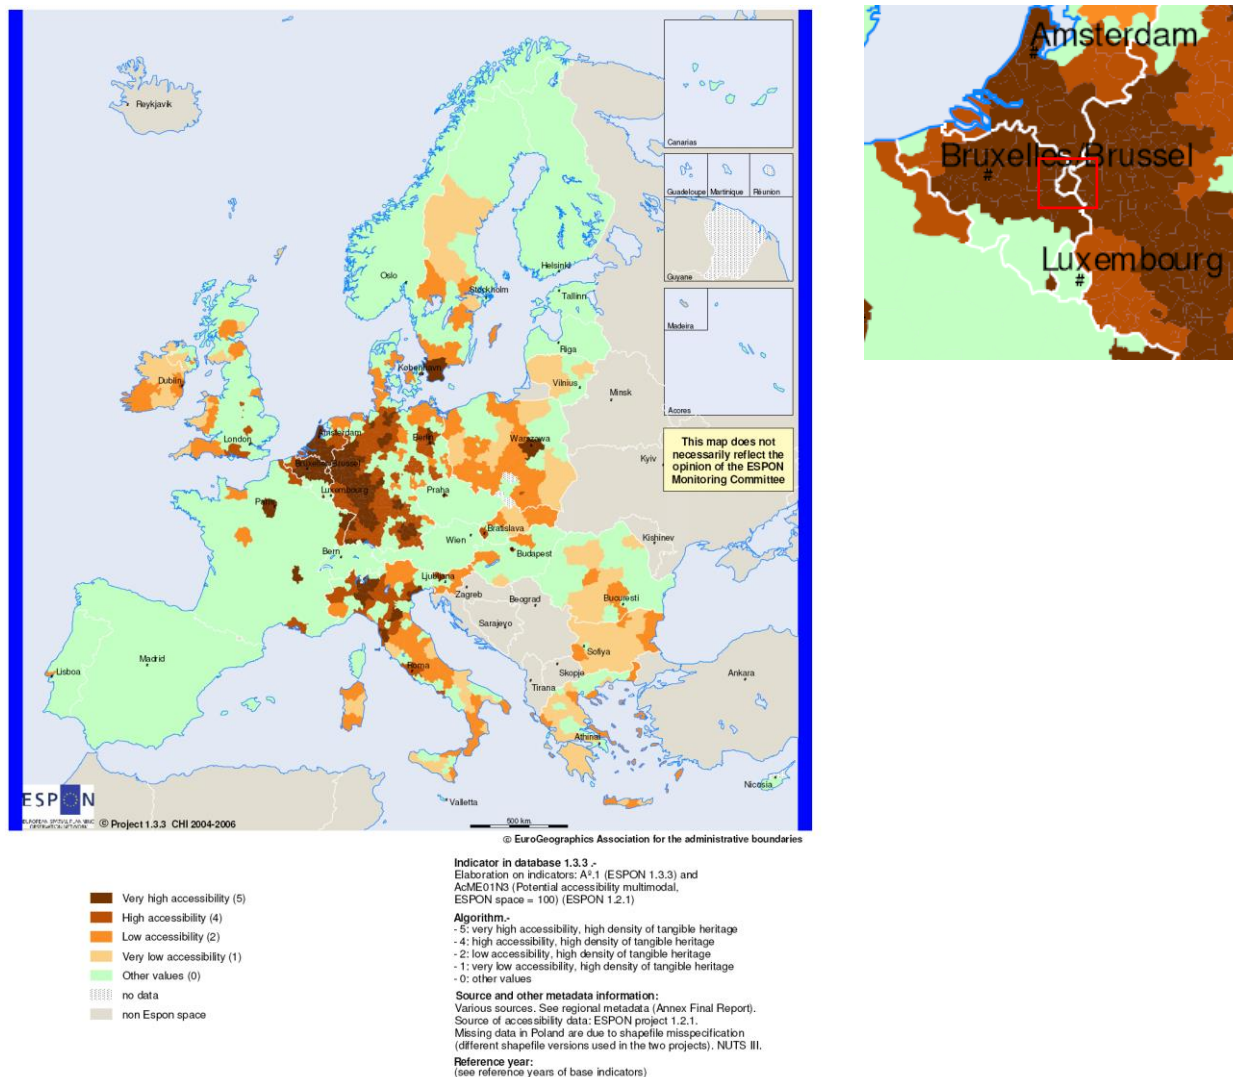 Reykjavik
Oslo
Helsinki
Stockholm
Tallinn
Riga
København
Vilnius
Minsk
Dublin
London
Amsterdam
Berlin
Warszawa
Bruxelles/Brussel
Kyiv
Luxembourg
Praha
Paris
Bratislava
Wien
Kishinev
Bern
Budapest
Ljubljana
Zagreb
Beograd
Bucuresti
Sarajevo
Sofiya
Roma
Skopje
Ankara
Tirana
Madrid
Lisboa
Athinai
Nicosia
Valletta
Canarias
Guadeloupe
Martinique
Réunion
Guyane
Madeira
Acores
This map does not
necessarily reflect the
opinion of the ESPON
Monitoring Committee
ESPON
© Project 1.3.3 CHI 2004-2006
500 km
© EuroGeographics Association for the administrative boundaries
Very high accessibility (5)
High accessibility (4)
Low accessibility (2)
Very low accessibility (1)
Other values (0)
no data
non Espon space
Indicator in database 1.3.3 .-
Elaboration on indicators: Aº.1 (ESPON 1.3.3) and
AcME01N3 (Potential accessibility multimodal,
ESPON space = 100) (ESPON 1.2.1)
Algorithm.-
- 5: very high accessibility, high density of tangible heritage
- 4: high accessibility, high density of tangible heritage
- 2: low accessibility, high density of tangible heritage
- 1: very low accessibility, high density of tangible heritage
- 0: other values
Source and other metadata information:
Various sources. See regional metadata (Annex Final Report).
Source of accessibility data: ESPON project 1.2.1.
Missing data in Poland are due to shapefile misspecification
(different shapefile versions used in the two projects). NUTS III.
Reference year:
(see reference years of base indicators)
Amsterdam
#
Bruxelles/Brussel
#
Luxembourg
#